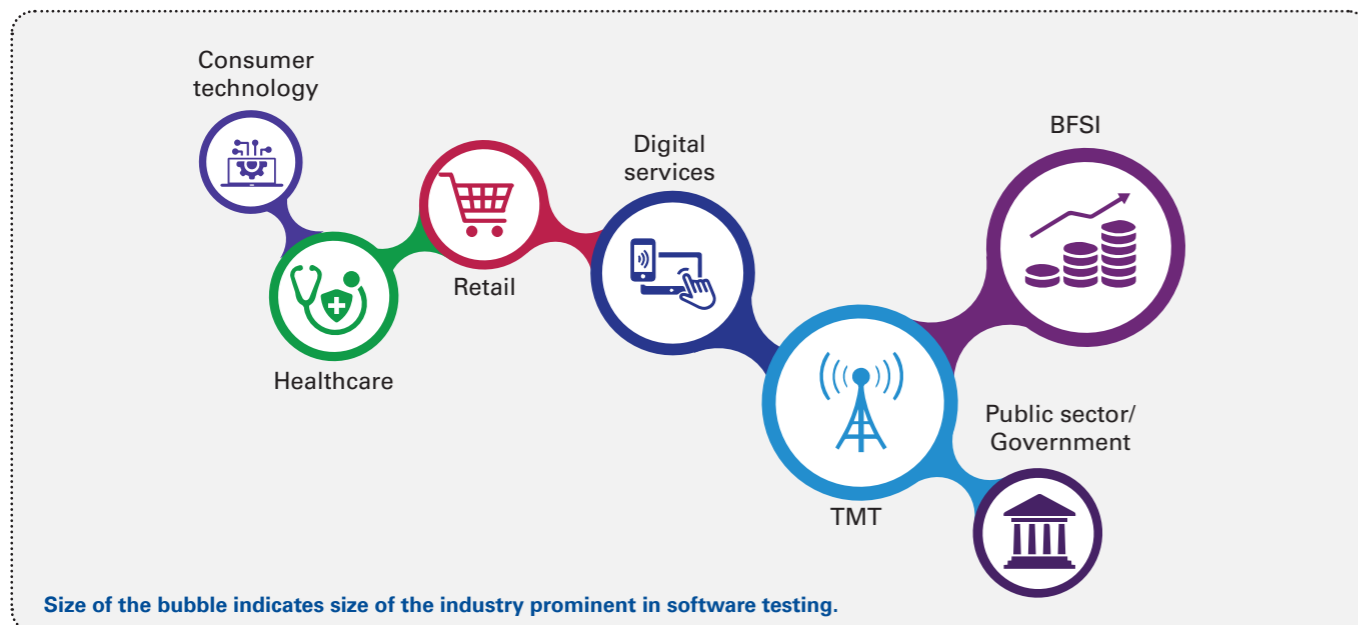 Consumer
technology
Healthcare
Retail
Digital
services
TMT
BFSI
Public sector/
Government
Size of the bubble indicates size of the industry prominent in software testing.